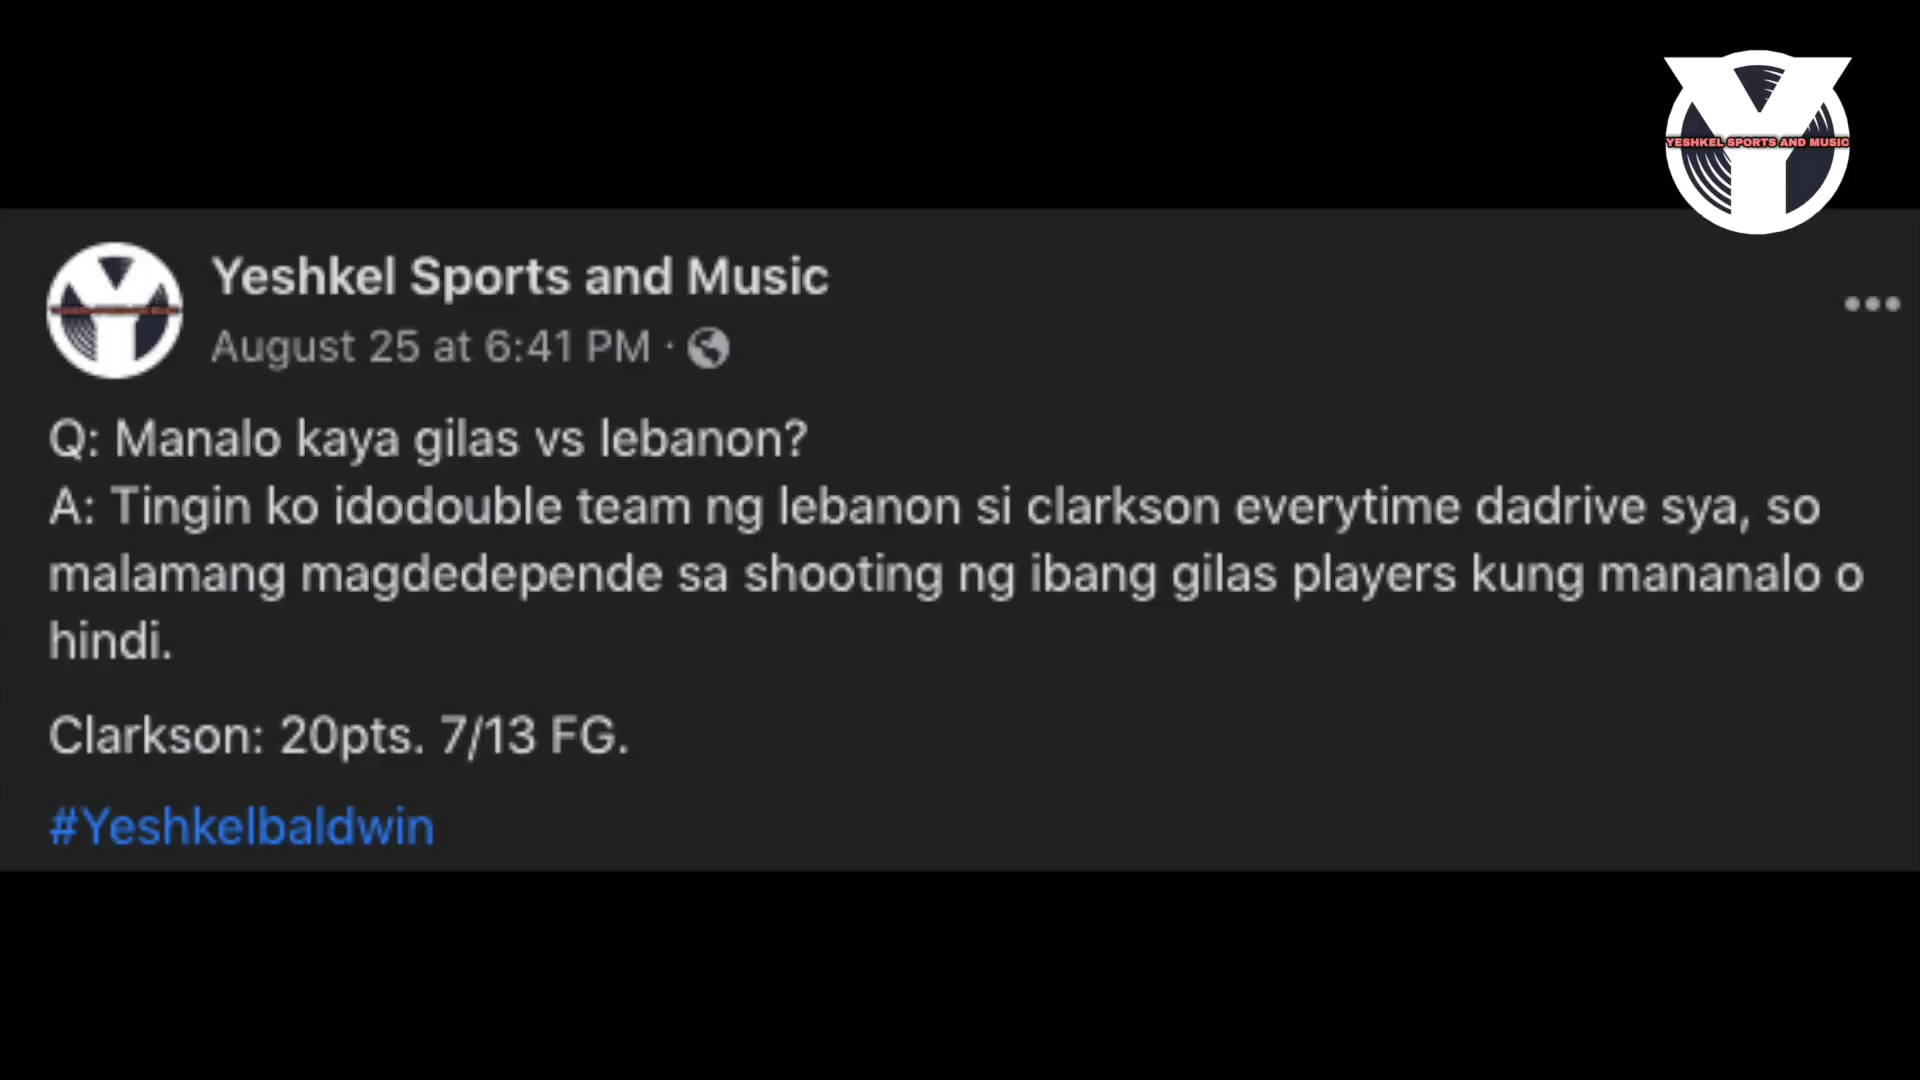 YESHKEL SPORTS AND MUSIC
Yeshkel Sports and Music
August 25 at 6:41 PM ·
Q: Manalo kaya gilas vs lebanon?
A: Tingin ko idodouble team ng lebanon si clarkson everytime dadrive sya, so
malamang magdedepende sa shooting ng ibang gilas players kung mananalo o
hindi.
Clarkson: 20pts. 7/13 FG.
#Yeshkelbaldwin